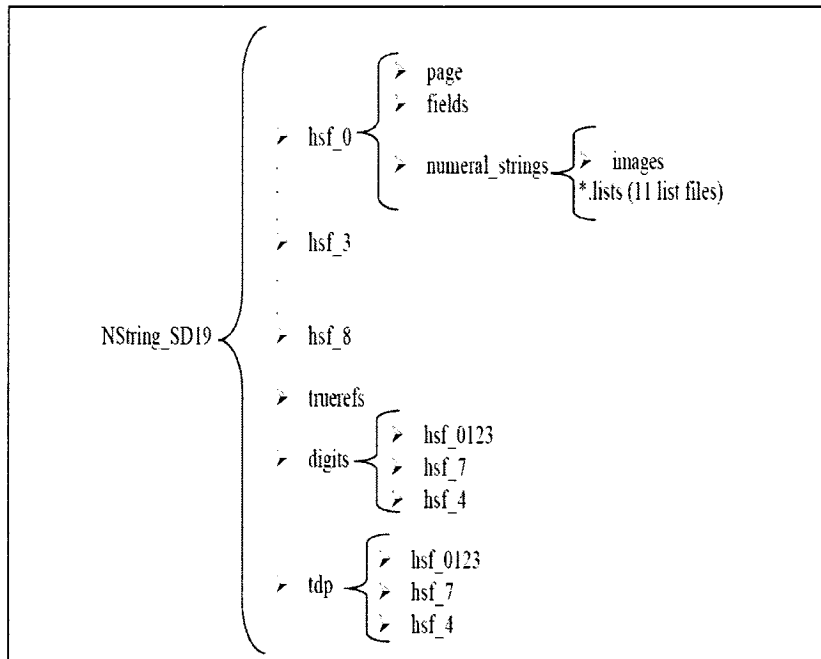 page
fields
hsf_0
numeral_strings
images
*.lists (11 list files)
hsf_3
NString_SD19
hsf_8
truerefs
digits
hsf_0123
hsf_7
hsf_4
tdp
hsf_0123
hsf_7
hsf_4